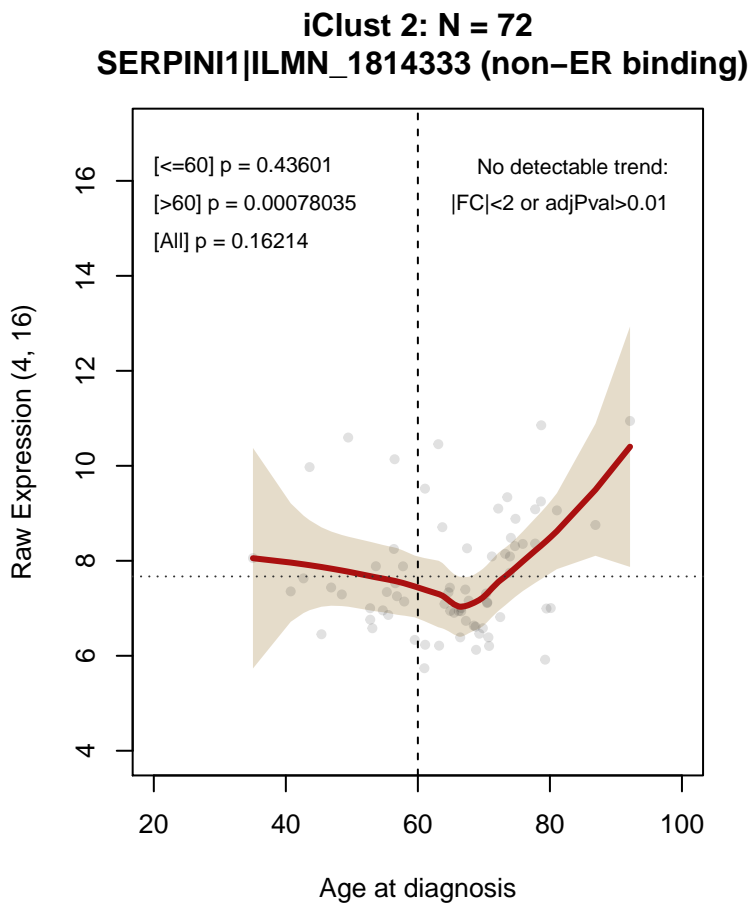 iClust 2: N = 72
SERPINI1|ILMN_1814333 (non−ER binding)
[<=60] p = 0.43601
[>60] p = 0.00078035
[All] p = 0.16214
No detectable trend:
|FC|<2 or adjPval>0.01
Raw Expression (4, 16)
16
14
12
10
8
6
4
20 40 60 80 100
Age at diagnosis